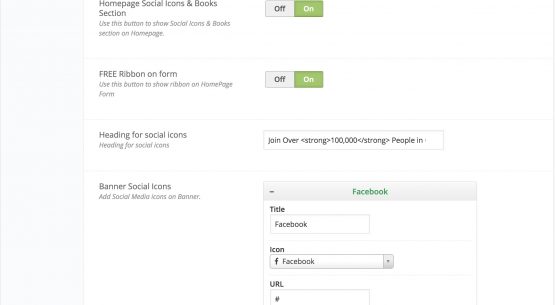 Homepage Social Icons & Books
Section
Use this button to show Social Icons & Books
section on Homepage.
Off On
FREE Ribbon on form
Use this button to show ribbon on HomePage
Form
Off On
Heading for social icons
Heading for social icons
Join Over <strong>100,000</strong> People in
Banner Social Icons
Add Social Media Icons on Banner.
– Facebook
Title
Facebook
Icon
Facebook
URL
#